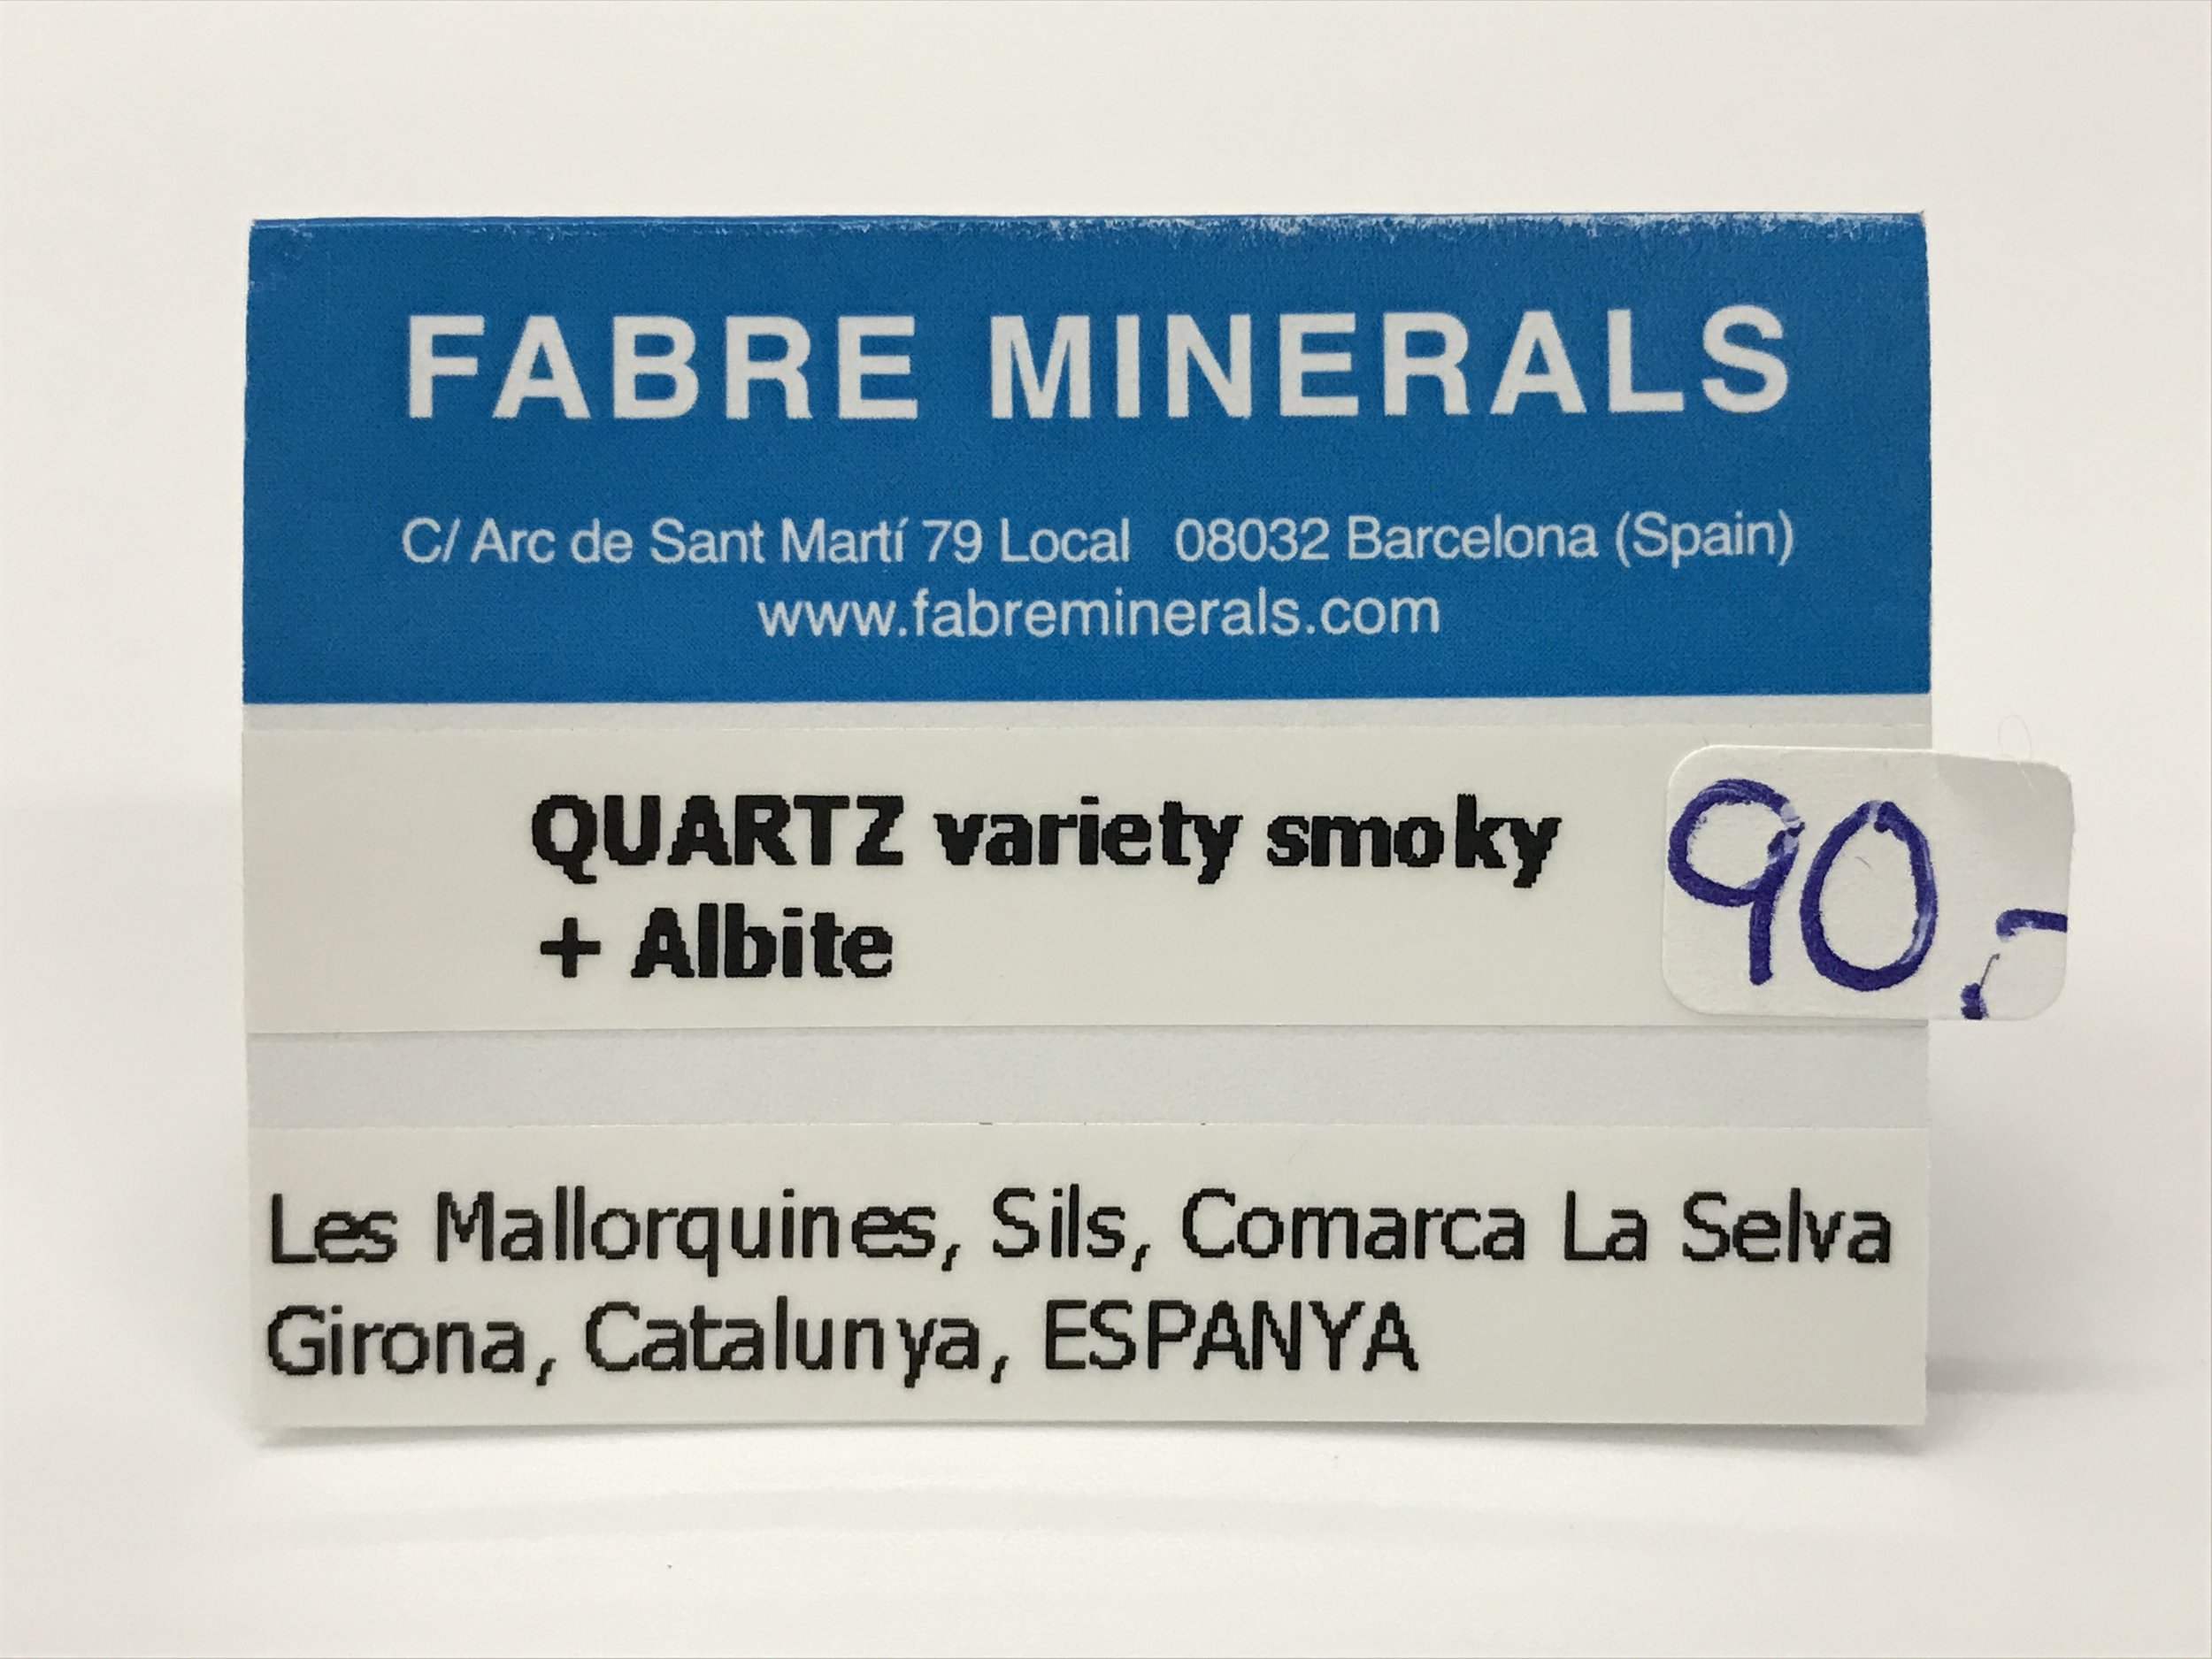 FABRE MINERALS
C/ Arc de Sant Martí 79 Local 08032 Barcelona (Spain)
www.fabreminerals.com
QUARTZ variety smoky
+ Albite
90,-
Les Mallorquines, Sils, Comarca La Selva
Girona, Catalunya, ESPANYA